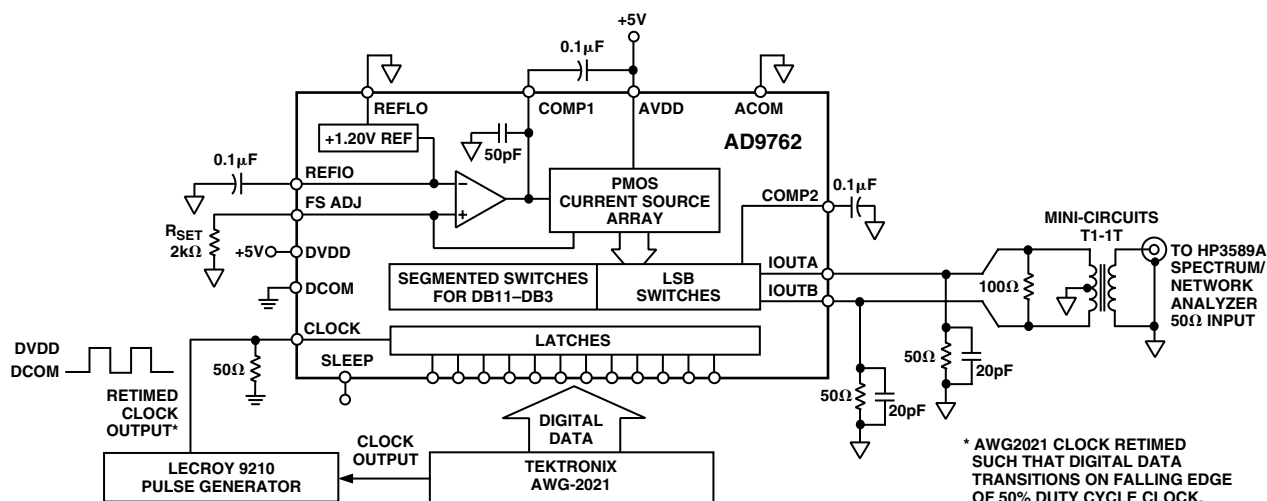 +5V
0.1µF
REFLO
COMP1
AVDD
ACOM
+1.20V REF
50pF
AD9762
0.1µF
REFIO
–
+
PMOS
CURRENT SOURCE
ARRAY
COMP2
0.1µF
FS ADJ
RSET
2kΩ
+5V
DVDD
DCOM
SEGMENTED SWITCHES
FOR DB11–DB3
LSB
SWITCHES
IOUTA
IOUTB
MINI-CIRCUITS
T1-1T
100Ω
TO HP3589A
SPECTRUM/
NETWORK
ANALYZER
50Ω INPUT
CLOCK
LATCHES
DVDD
DCOM
50Ω
SLEEP
50Ω
20pF
50Ω
20pF
RETIMED
CLOCK
OUTPUT*
DIGITAL
DATA
CLOCK
OUTPUT
LECROY 9210
PULSE GENERATOR
TEKTRONIX
AWG-2021
* AWG2021 CLOCK RETIMED
SUCH THAT DIGITAL DATA
TRANSITIONS ON FALLING EDGE
OF 50% DUTY CYCLE CLOCK.